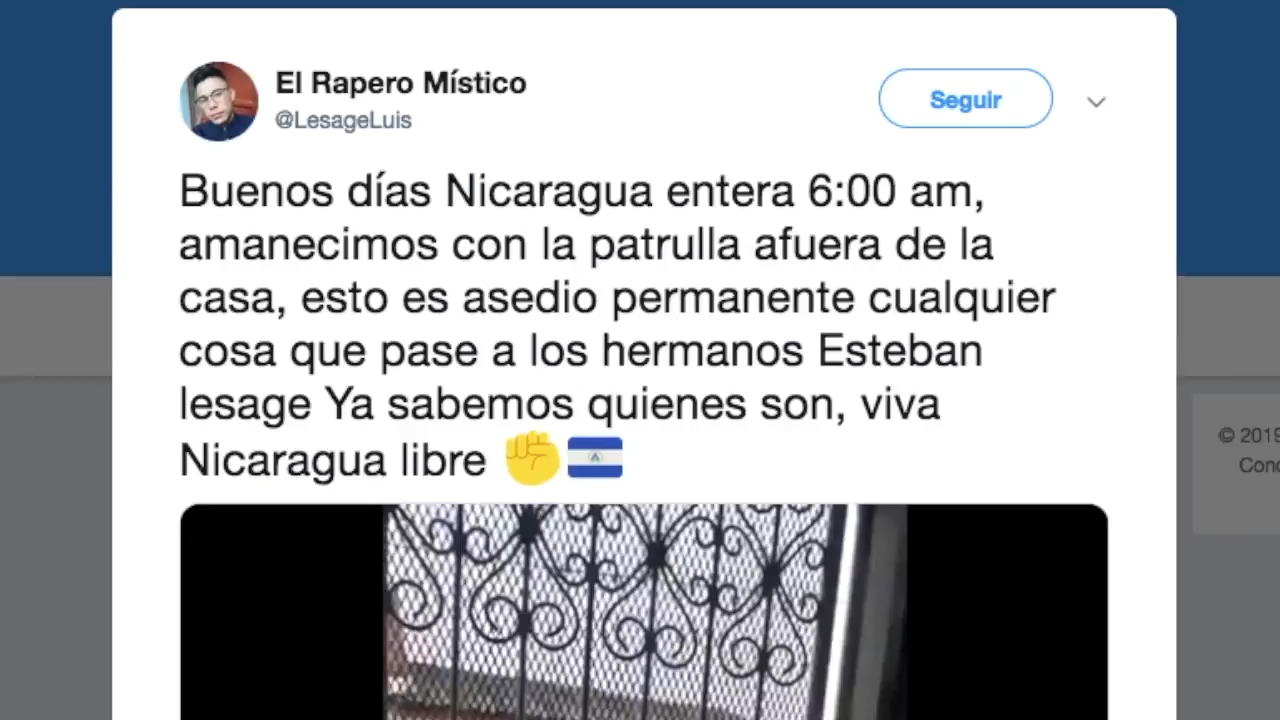 El Rapero Místico
@LesageLuis
Seguir
Buenos días Nicaragua entera 6:00 am,
amanecimos con la patrulla afuera de la
casa, esto es asedio permanente cualquier
cosa que pase a los hermanos Esteban
lesage Ya sabemos quienes son, viva
Nicaragua libre ✊🇳🇮
© 2019